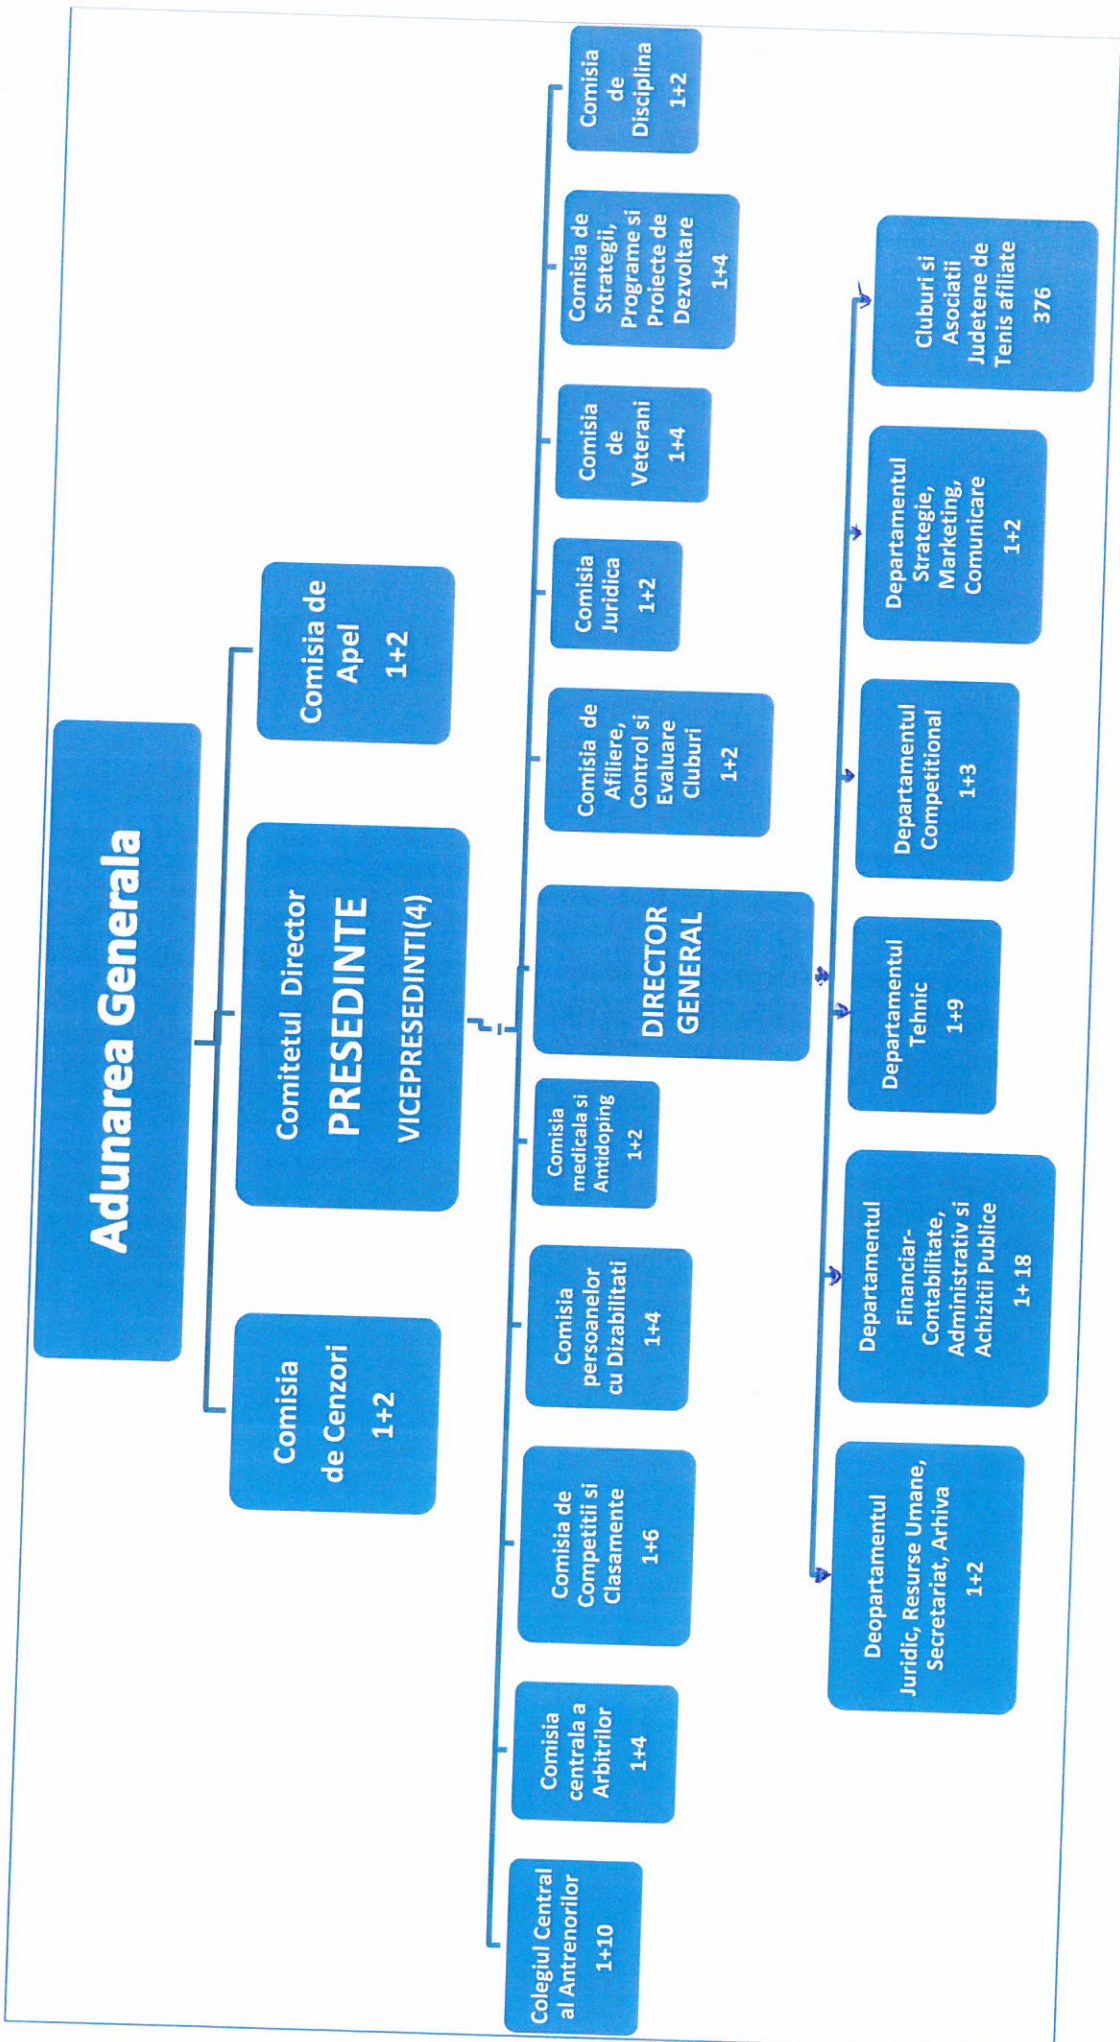 Adunarea Generala
Comisia
de Cenzori
1+2
Comitetul Director
PRESEDINTE
VICEPRESEDINTI(4)
Comisia de
Apel
1+2
Colegiul Central
al Antrenorilor
1+10
Comisia
centrala a
Arbitrilor
1+4
Comisia de
Competitii si
Clasamente
1+6
Comisia
persoanelor
cu Dizabilitati
1+4
Comisia
medicala si
Antidoping
1+2
DIRECTOR
GENERAL
Comisia de
Afiliere,
Control si
Evaluare
Cluburi
1+2
Comisia
Juridica
1+2
Comisia
de
Veterani
1+4
Comisia de
Strategii,
Programe si
Proiecte de
Dezvoltare
1+4
Comisia
de
Disciplina
1+2
Deopartamentul
Juridic, Resurse Umane,
Secretariat, Arhiva
1+2
Departamentul
Financiar-
Contabilitate,
Administrativ si
Achizitii Publice
1+ 18
Departamentul
Tehnic
1+9
Departamentul
Competitional
1+3
Departamentul
Strategie,
Marketing,
Comunicare
1+2
Cluburi si
Asociatii
Judetene de
Tenis afiliate
376